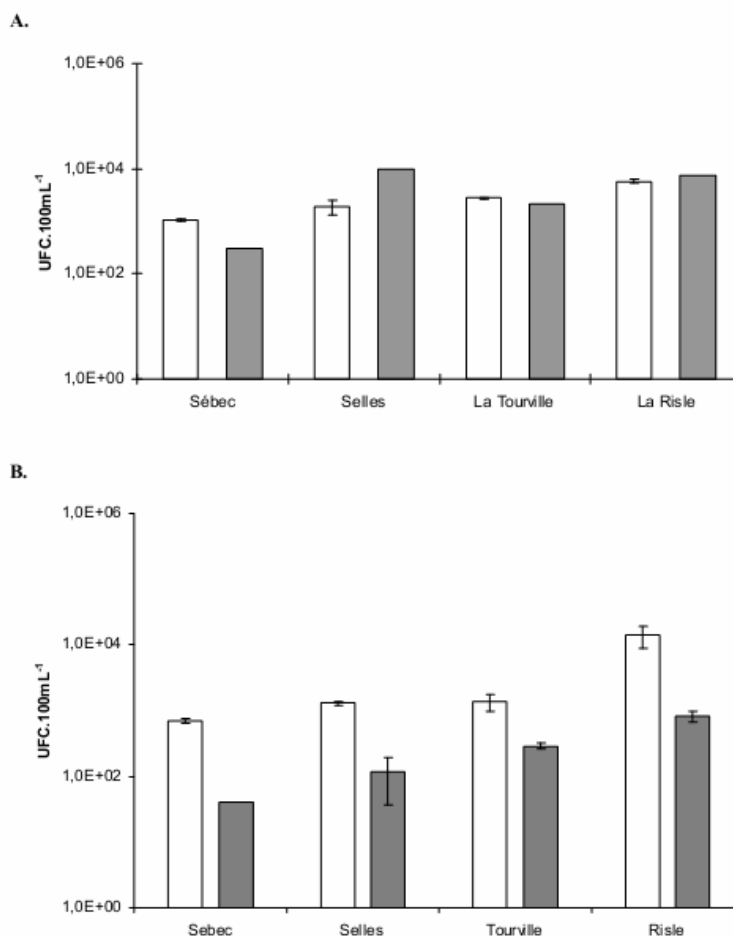 A.
1,0E+06
1,0E+04
1,0E+02
1,0E+00
UFC.100mL⁻¹
Sébec Selles La Tourville La Risle
B.
1,0E+06
1,0E+04
1,0E+02
1,0E+00
UFC.100mL⁻¹
Sebec Selles Tourville Risle